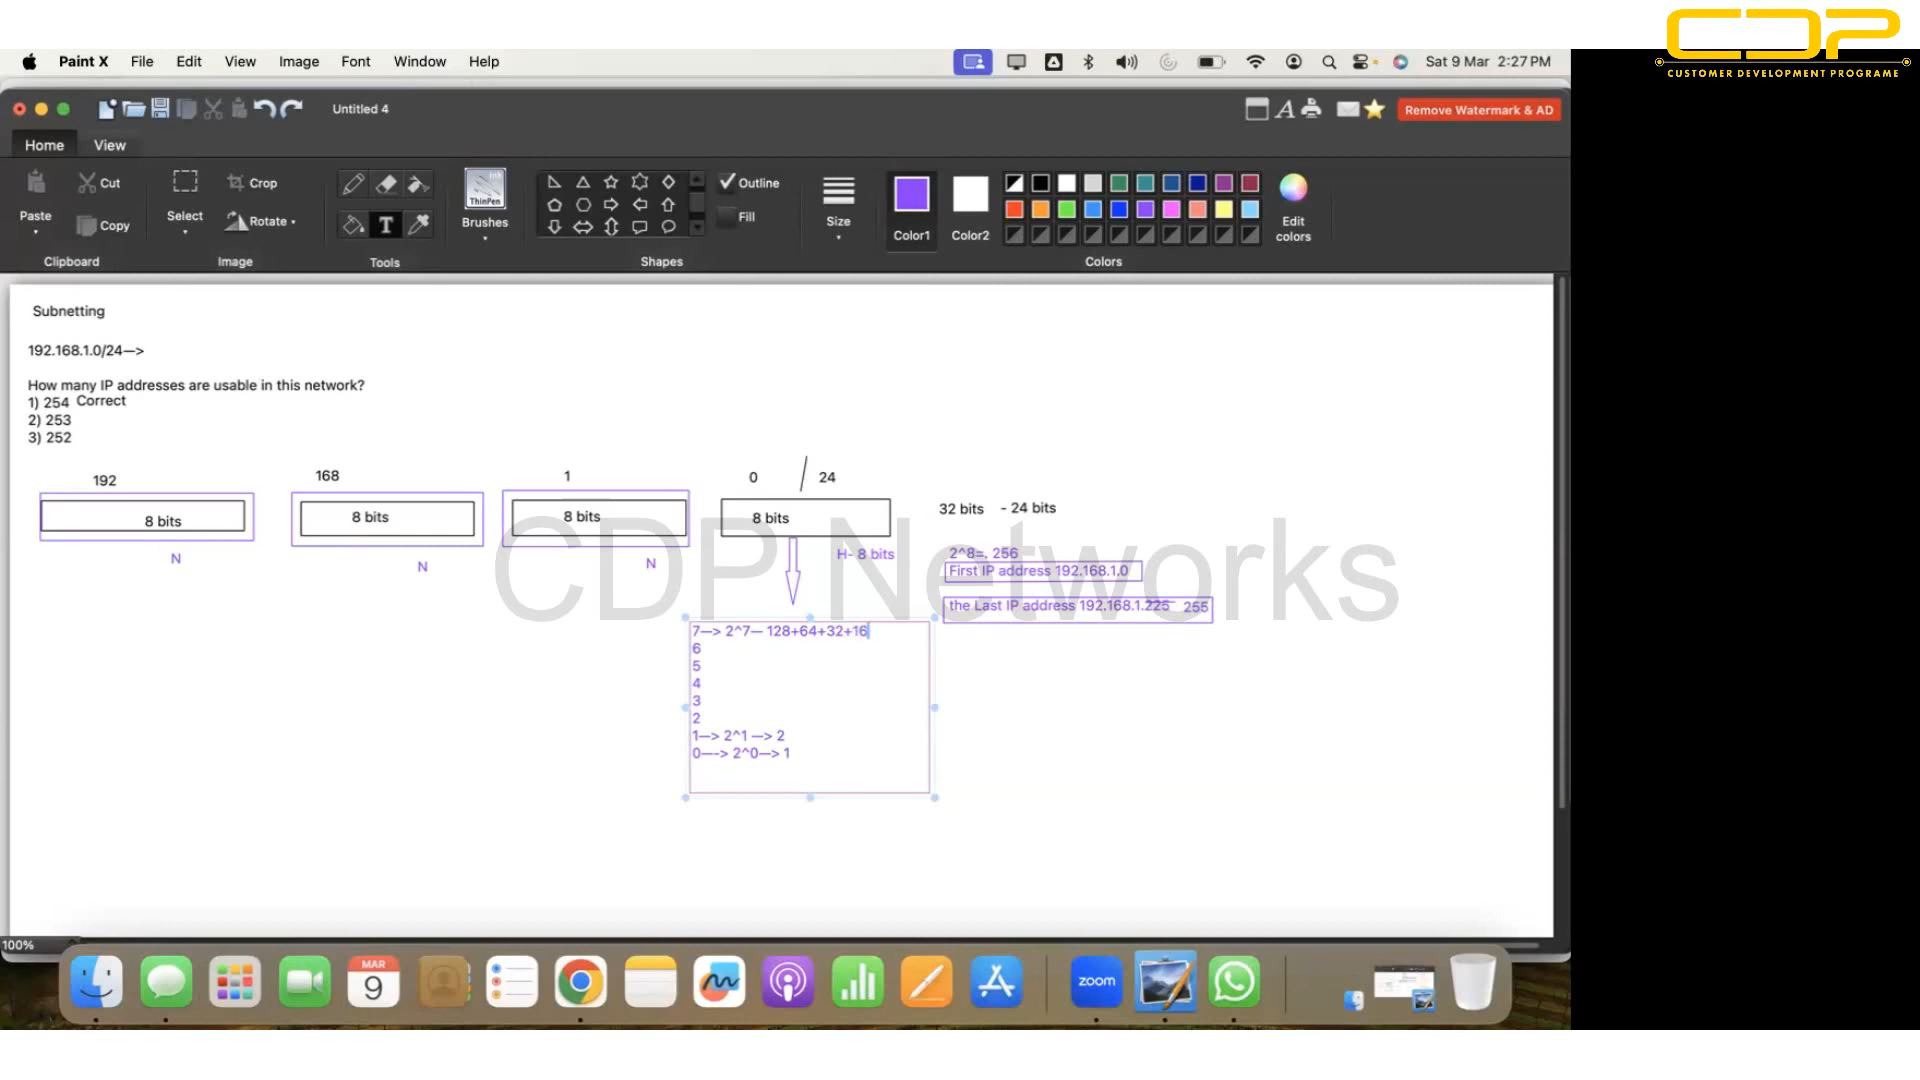 CDP
CUSTOMER DEVELOPMENT PROGRAME
Paint X File Edit View Image Font Window Help Sat 9 Mar 2:27 PM
Untitled 4 A Remove Watermark & AD
Home View
Paste Cut Copy Select Crop Rotate T Ink ThinPen Brushes Outline Fill Size Color1 Color2 Edit colors
Clipboard Image Tools Shapes Colors
Subnetting
192.168.1.0/24—>
How many IP addresses are usable in this network?
1) 254 Correct
2) 253
3) 252
192 168 1 0 / 24
8 bits 8 bits 8 bits 8 bits 32 bits - 24 bits
N N N H- 8 bits 2^8=. 256
First IP address 192.168.1.0
the Last IP address 192.168.1.225 255
CDP Networks
7—> 2^7— 128+64+32+16
6
5
4
3
2
1—> 2^1 —> 2
0—-> 2^0—> 1
100%
MAR
9
zoom